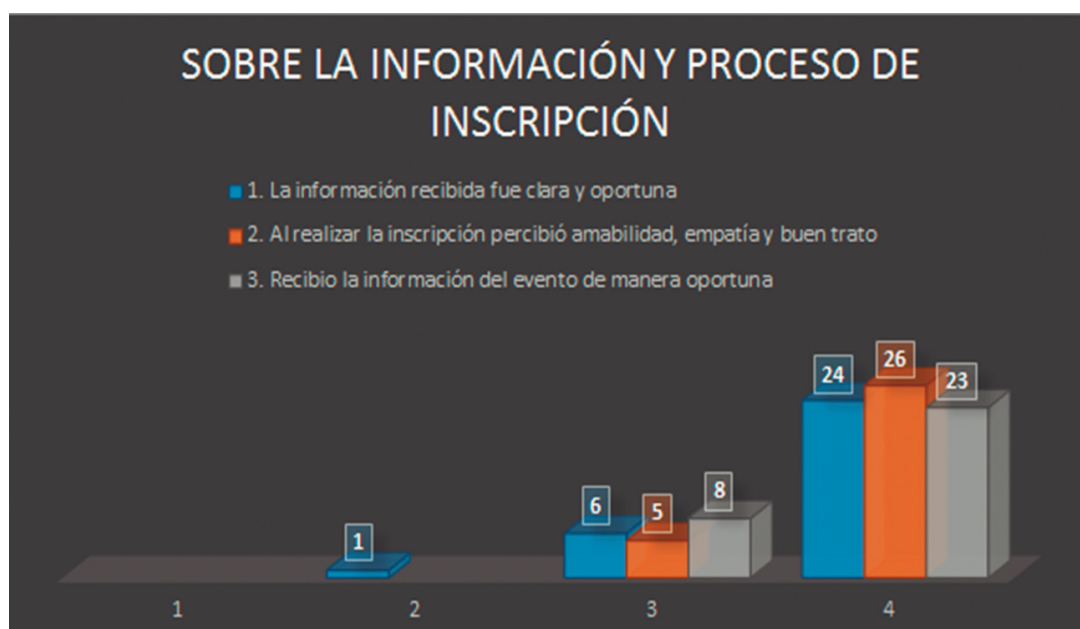 SOBRE LA INFORMACIÓN Y PROCESO DE
INSCRIPCIÓN
1. La información recibida fue clara y oportuna
2. Al realizar la inscripción percibió amabilidad, empatía y buen trato
3. Recibio la información del evento de manera oportuna
24 26 23
6 5 8
1
1 2 3 4